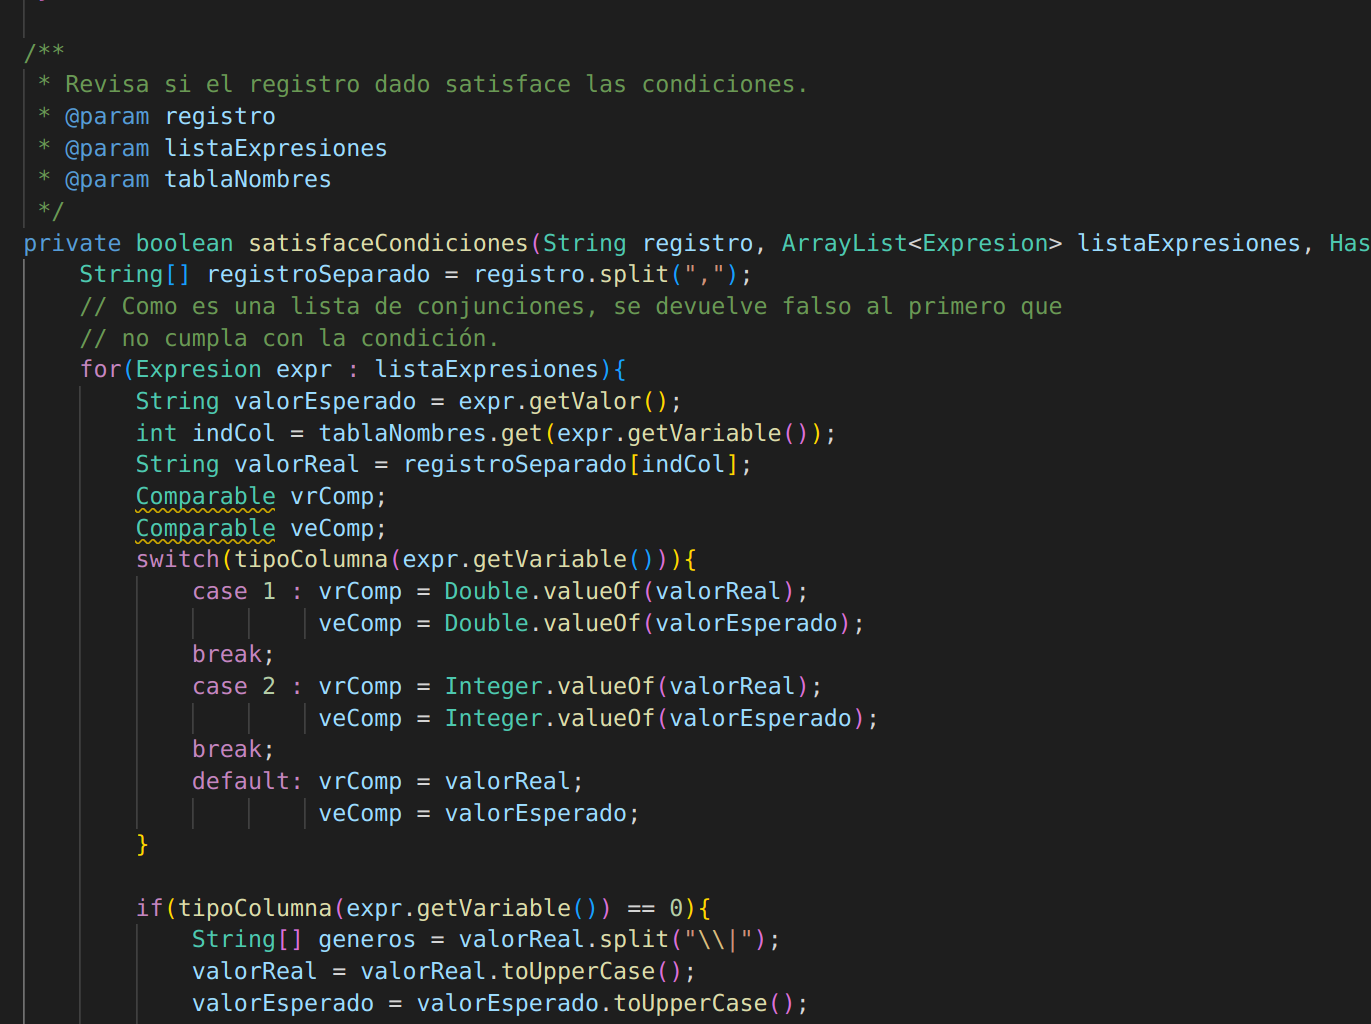 /**
 * Revisa si el registro dado satisface las condiciones.
 * @param registro
 * @param listaExpresiones
 * @param tablaNombres
 */
private boolean satisfaceCondiciones(String registro, ArrayList<Expresion> listaExpresiones, Has
    String[] registroSeparado = registro.split(",");
    // Como es una lista de conjunciones, se devuelve falso al primero que
    // no cumpla con la condición.
    for(Expresion expr : listaExpresiones){
        String valorEsperado = expr.getValor();
        int indCol = tablaNombres.get(expr.getVariable());
        String valorReal = registroSeparado[indCol];
        Comparable vrComp;
        Comparable veComp;
        switch(tipoColumna(expr.getVariable())){
            case 1 : vrComp = Double.valueOf(valorReal);
                     veComp = Double.valueOf(valorEsperado);
            break;
            case 2 : vrComp = Integer.valueOf(valorReal);
                     veComp = Integer.valueOf(valorEsperado);
            break;
            default: vrComp = valorReal;
                     veComp = valorEsperado;
        }
        if(tipoColumna(expr.getVariable()) == 0){
            String[] generos = valorReal.split("\\|");
            valorReal = valorReal.toUpperCase();
            valorEsperado = valorEsperado.toUpperCase();